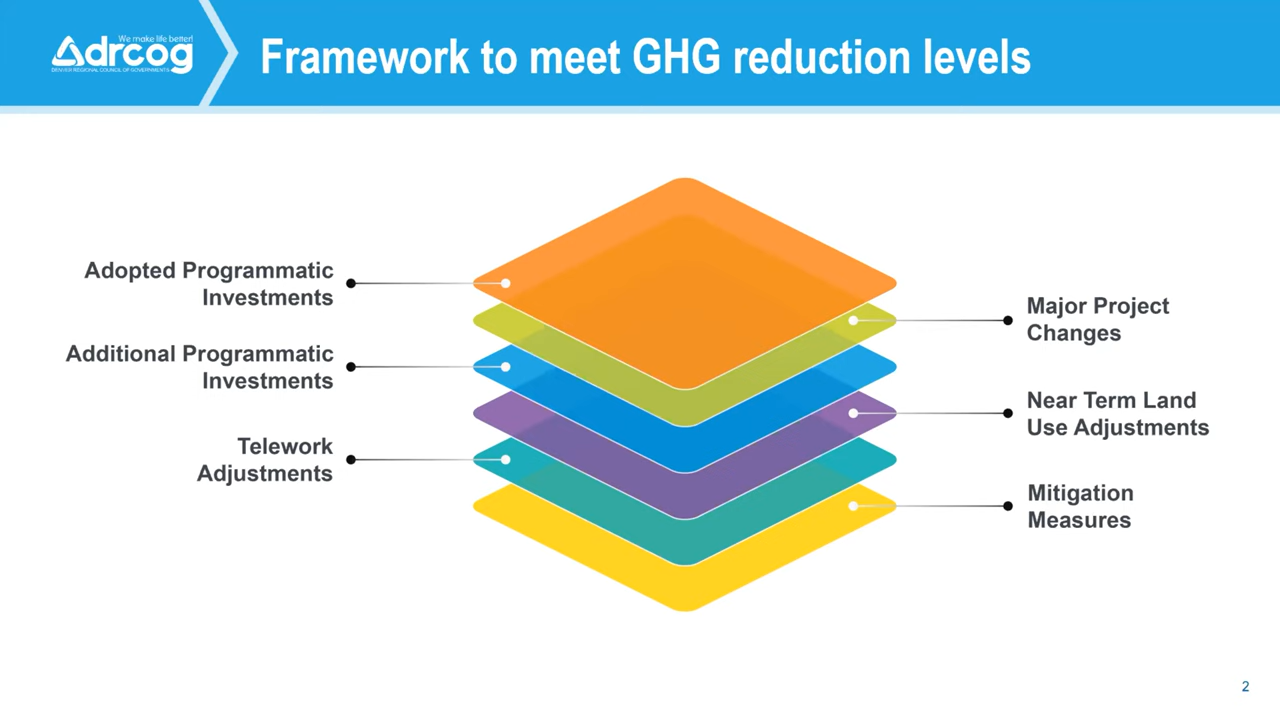 We make life better!
drcog
DENVER REGIONAL COUNCIL OF GOVERNMENTS
Framework to meet GHG reduction levels
Adopted Programmatic
Investments
Major Project
Changes
Additional Programmatic
Investments
Near Term Land
Use Adjustments
Telework
Adjustments
Mitigation
Measures
2